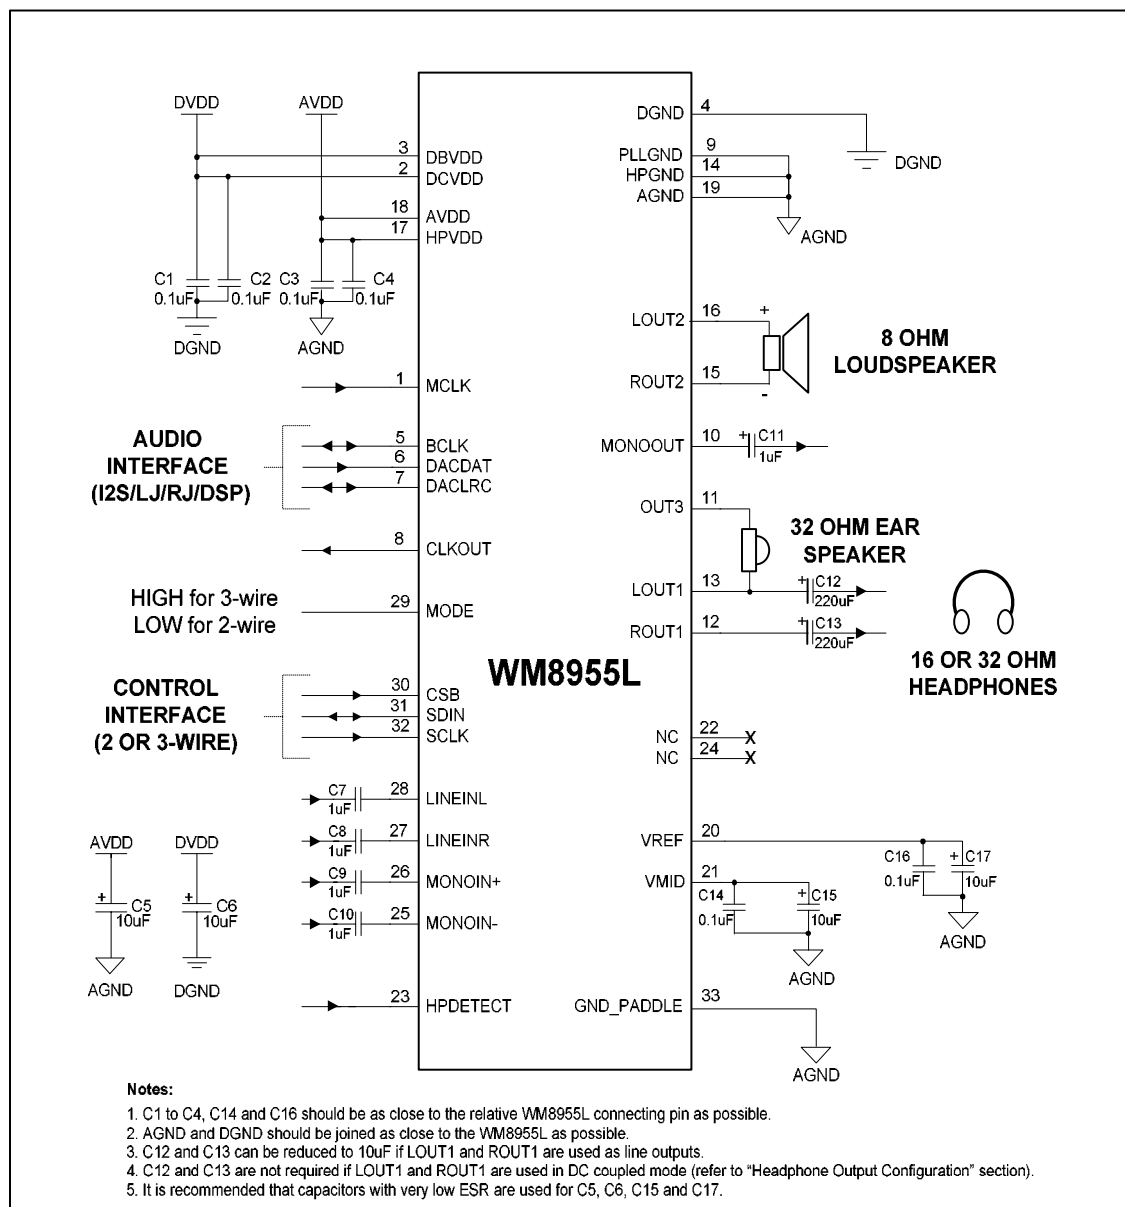 DVDD
AVDD
3 DBVDD
2 DCVDD
18 AVDD
17 HPVDD
C1
0.1uF
C2
0.1uF
C3
0.1uF
C4
0.1uF
DGND
AGND
1 MCLK
AUDIO
INTERFACE
(I2S/LJ/RJ/DSP)
5 BCLK
6 DACDAT
7 DACLRC
8 CLKOUT
HIGH for 3-wire
LOW for 2-wire
29 MODE
CONTROL
INTERFACE
(2 OR 3-WIRE)
30 CSB
31 SDIN
32 SCLK
C7
1uF
28 LINEINL
C8
1uF
27 LINEINR
C9
1uF
26 MONOIN+
C10
1uF
25 MONOIN-
AVDD
+
C5
10uF
AGND
DVDD
+
C6
10uF
DGND
23 HPDETECT
WM8955L
DGND 4
DGND
PLLGND 9
HPGND 14
AGND 19
AGND
LOUT2 16
+
ROUT2 15
-
8 OHM
LOUDSPEAKER
MONOOUT 10
+ C11
1uF
OUT3 11
32 OHM EAR
SPEAKER
LOUT1 13
+ C12
220uF
ROUT1 12
+ C13
220uF
16 OR 32 OHM
HEADPHONES
NC 22 X
NC 24 X
VREF 20
C16
0.1uF
+ C17
10uF
AGND
VMID 21
C14
0.1uF
+ C15
10uF
AGND
GND_PADDLE 33
AGND
Notes:
1. C1 to C4, C14 and C16 should be as close to the relative WM8955L connecting pin as possible.
2. AGND and DGND should be joined as close to the WM8955L as possible.
3. C12 and C13 can be reduced to 10uF if LOUT1 and ROUT1 are used as line outputs.
4. C12 and C13 are not required if LOUT1 and ROUT1 are used in DC coupled mode (refer to “Headphone Output Configuration” section).
5. It is recommended that capacitors with very low ESR are used for C5, C6, C15 and C17.